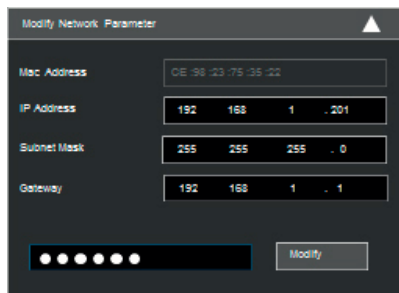 Modify Network Parameter
Mac Address CE :98 :23 :75 :35 :22
IP Address 192 168 1 . 201
Subnet Mask 255 255 255 . 0
Gateway 192 168 1 . 1
Modify